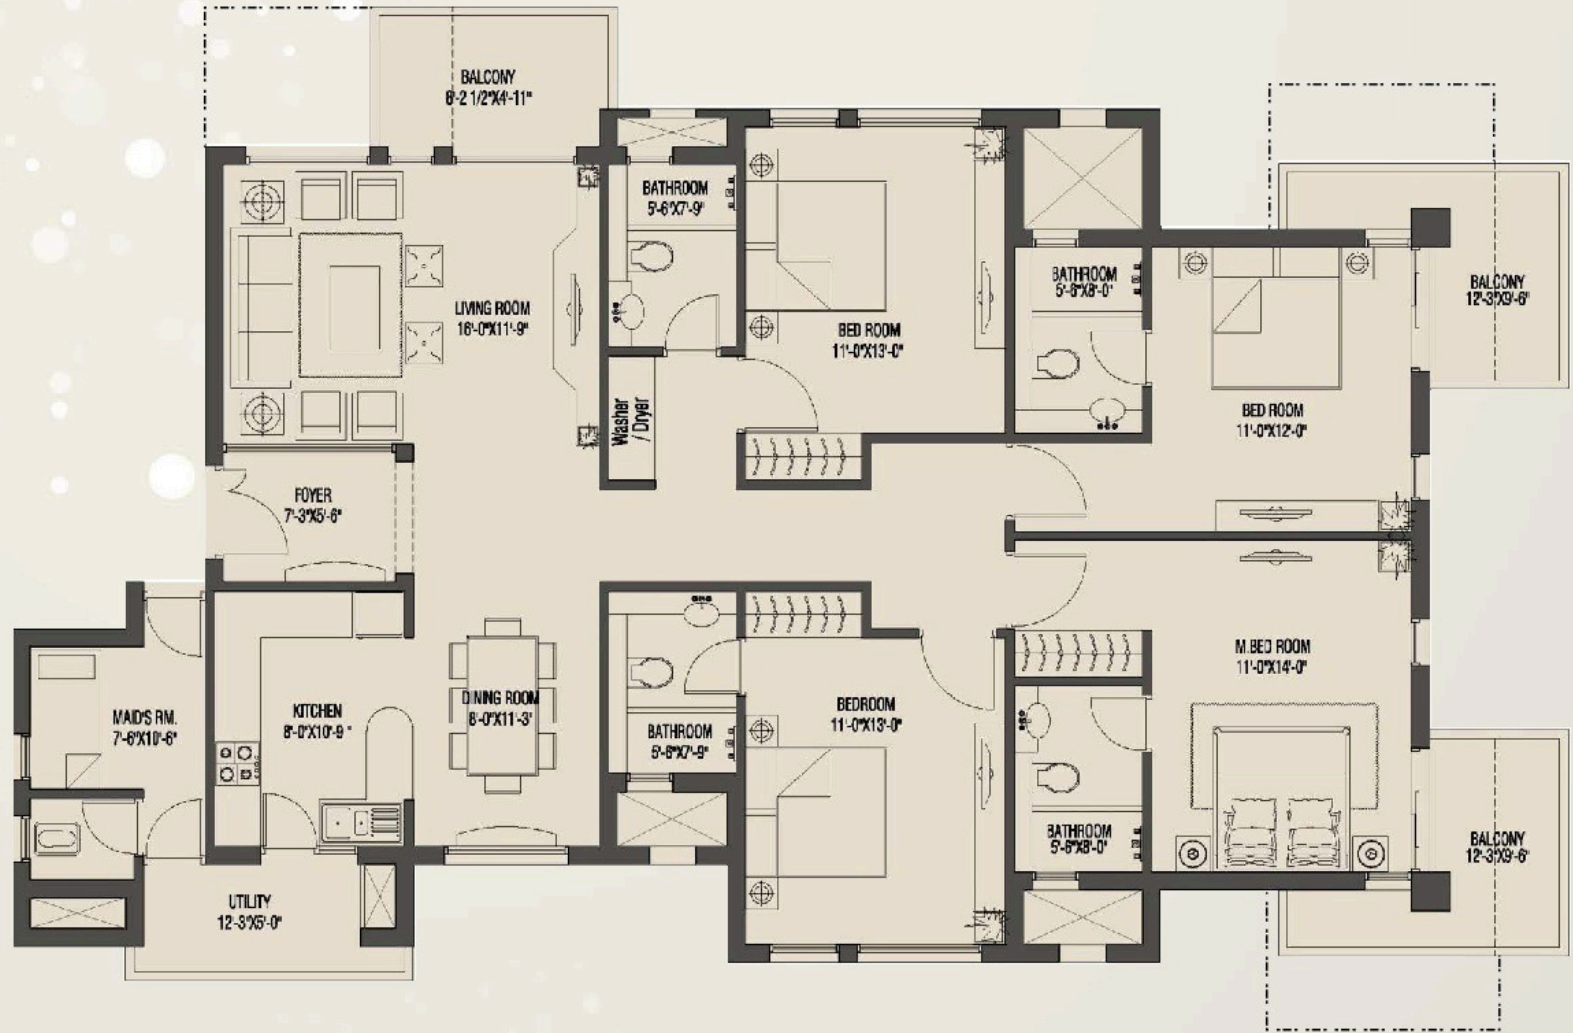 BALCONY
8'-2 1/2"X4'-11"
BATHROOM
5'-6"X7'-9"
LIVING ROOM
16'-0"X11'-9"
BED ROOM
11'-0"X13'-0"
BATHROOM
5'-6"X8'-0"
BALCONY
12'-3"X9'-6"
Washer
/ Dryer
BED ROOM
11'-0"X12'-0"
FOYER
7'-3"X5'-6"
M.BED ROOM
11'-0"X14'-0"
MAID'S RM.
7'-6"X10'-6"
KITCHEN
8'-0"X10'-9"
DINING ROOM
8'-0"X11'-3"
BATHROOM
5'-6"X7'-9"
BEDROOM
11'-0"X13'-0"
BATHROOM
5'-6"X8'-0"
BALCONY
12'-3"X9'-6"
UTILITY
12'-3"X5'-0"